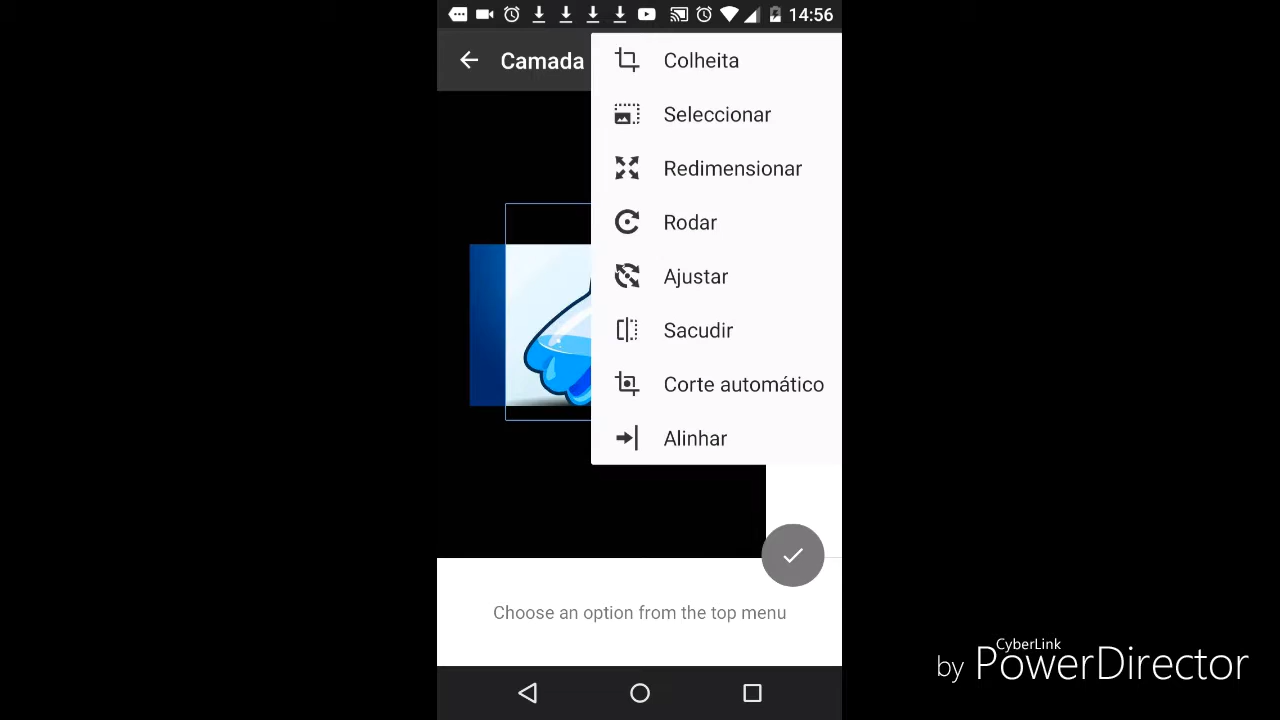 14:56
Camada
Colheita
Seleccionar
Redimensionar
Rodar
Ajustar
Sacudir
Corte automático
Alinhar
Choose an option from the top menu
CyberLink
by PowerDirector